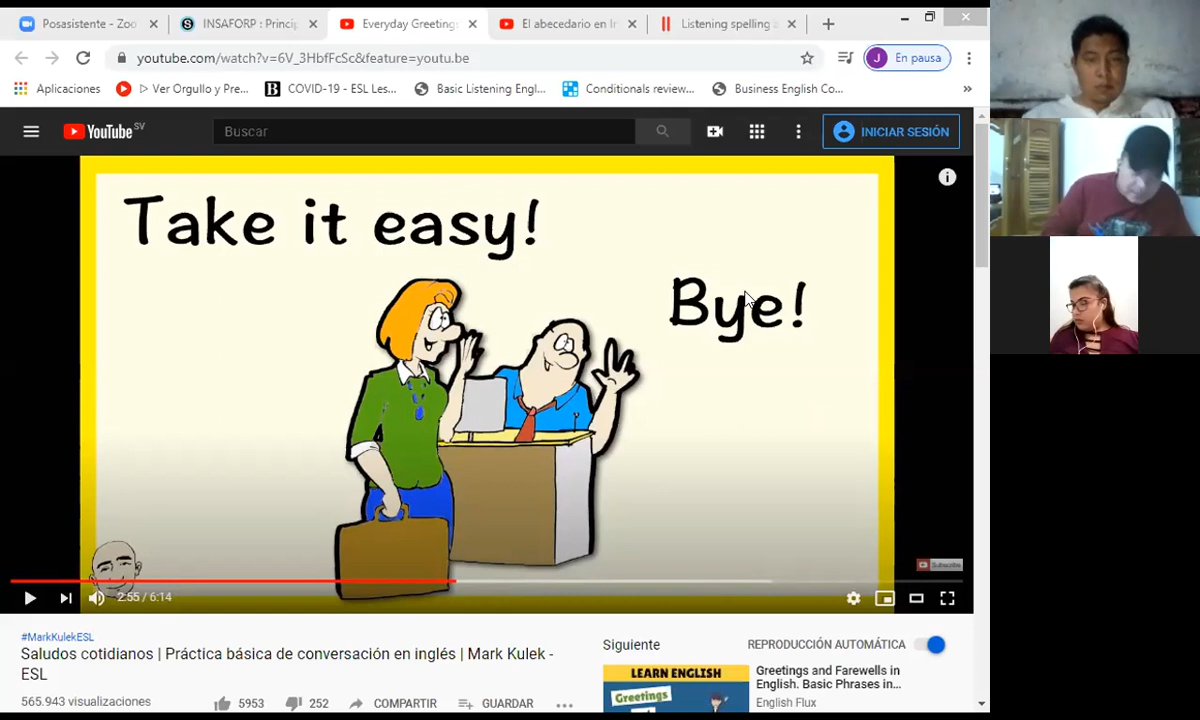 Posasistente - Zoo
INSAFORP : Princip
Everyday Greeting
El abecedario en In
Listening spelling a
youtube.com/watch?v=6V_3HbfFcSc&feature=youtu.be
J
En pausa
Aplicaciones
Ver Orgullo y Pre...
COVID-19 - ESL Les...
Basic Listening Engl...
Conditionals review...
Business English Co...
YouTube SV
Buscar
INICIAR SESIÓN
Take it easy!
Bye!
Subscribe
2:55 / 6:14
#MarkKulekESL
Saludos cotidianos | Práctica básica de conversación en inglés | Mark Kulek -
ESL
565.943 visualizaciones
5953
252
COMPARTIR
GUARDAR
Siguiente
REPRODUCCIÓN AUTOMÁTICA
LEARN ENGLISH
Greetings
Greetings and Farewells in
English. Basic Phrases in...
English Flux